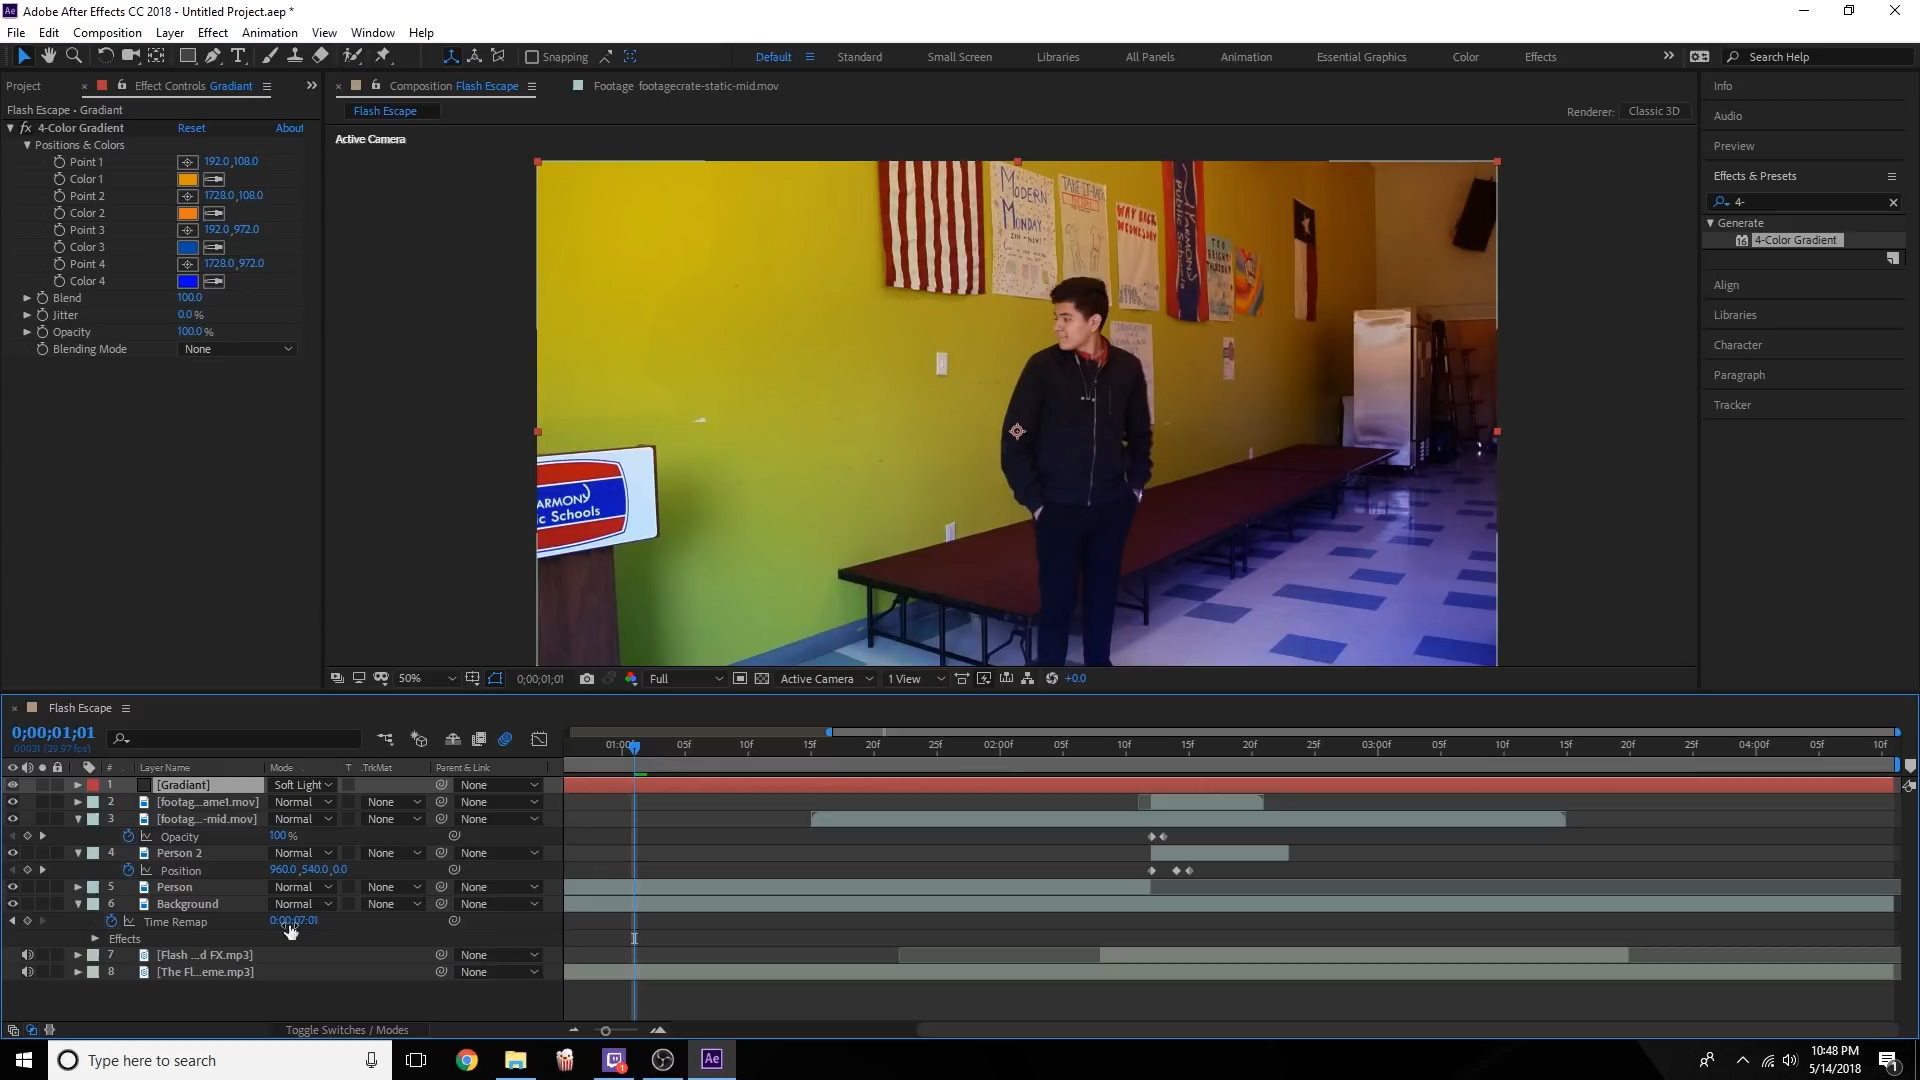 Adobe After Effects CC 2018 - Untitled Project.aep *
File Edit Composition Layer Effect Animation View Window Help
Snapping Default Standard Small Screen Libraries All Panels Animation Essential Graphics Color Effects Search Help
Project Effect Controls Gradiant
Composition Flash Escape
Footage footagecrate-static-mid.mov
Info
Flash Escape • Gradiant
Flash Escape
Renderer: Classic 3D
Audio
4-Color Gradient Reset About
Active Camera
Positions & Colors
Preview
Point 1 192.0,108.0
Color 1
Effects & Presets
Point 2 1728.0,108.0
4-
Color 2
Generate
Point 3 192.0,972.0
4-Color Gradient
Color 3
Point 4 1728.0,972.0
Color 4
Align
Blend 100.0
Jitter 0.0 %
Libraries
Opacity 100.0 %
Character
Blending Mode None
Paragraph
Tracker
MODERN
MONDAY
WAY BACK
WEDNESDAY
YARMONY
Public Schools
TOO
BRIGHT
THURSDAY
ARMONY
ic Schools
50% 0;00;01;01 Full Active Camera 1 View +0.0
Flash Escape
0;00;01;01
00031 (29.97 fps)
01:00f 05f 10f 15f 20f 25f 02:00f 05f 10f 15f 20f 25f 03:00f 05f 10f 15f 20f 25f 04:00f 05f 10f
# Layer Name Mode T .TrkMat Parent & Link
1 [Gradiant] Soft Light None
2 [footag...ame1.mov] Normal None None
3 [footag...-mid.mov] Normal None None
Opacity 100 %
4 Person 2 Normal None None
Position 960.0,540.0,0.0
5 Person Normal None None
6 Background Normal None None
Time Remap 0:00:07:01
Effects
7 [Flash ...d FX.mp3] None
8 [The Fl...eme.mp3] None
Toggle Switches / Modes
Type here to search
Ae
10:48 PM
5/14/2018